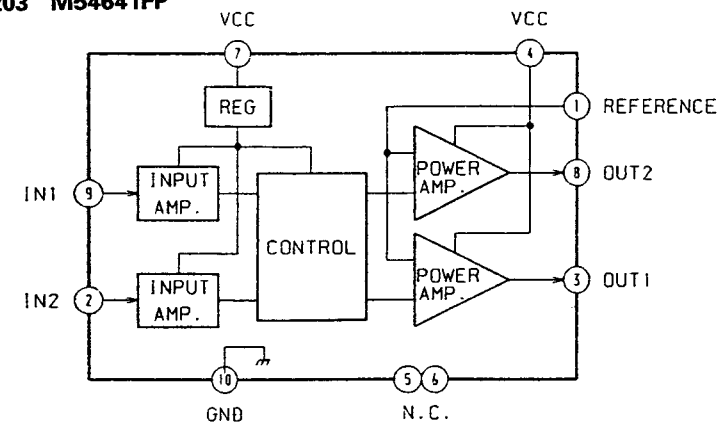 203 M54641FP
VCC
VCC
7
4
REG
1 REFERENCE
POWER
AMP.
8 OUT2
IN1 9
INPUT
AMP.
CONTROL
POWER
AMP.
3 OUT1
IN2 2
INPUT
AMP.
10
5 6
GND
N.C.